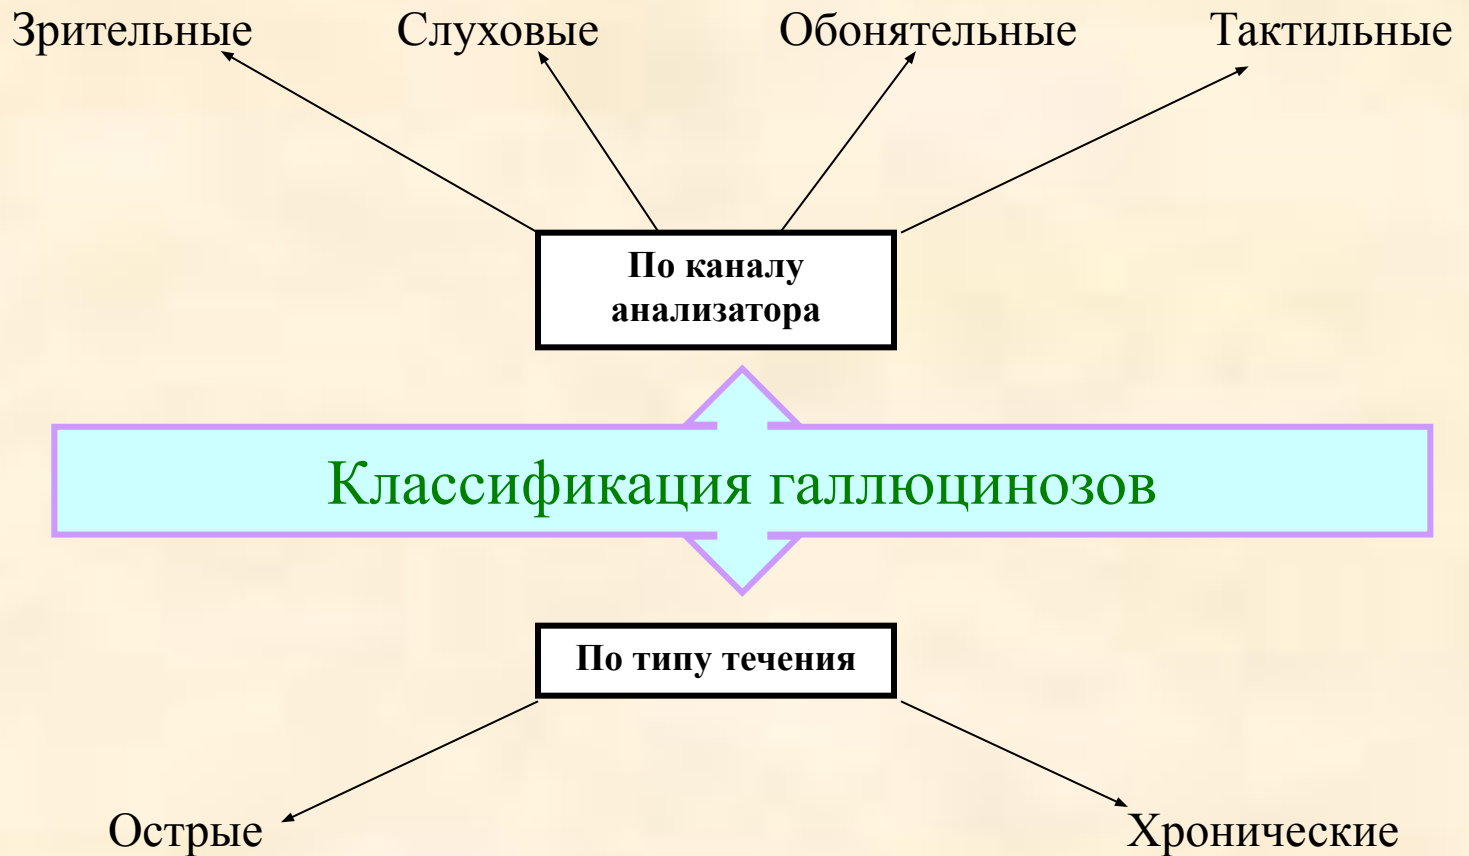 Зрительные
Слуховые
Обонятельные
Тактильные
По каналу
анализатора
Классификация галлюцинозов
По типу течения
Острые
Хронические